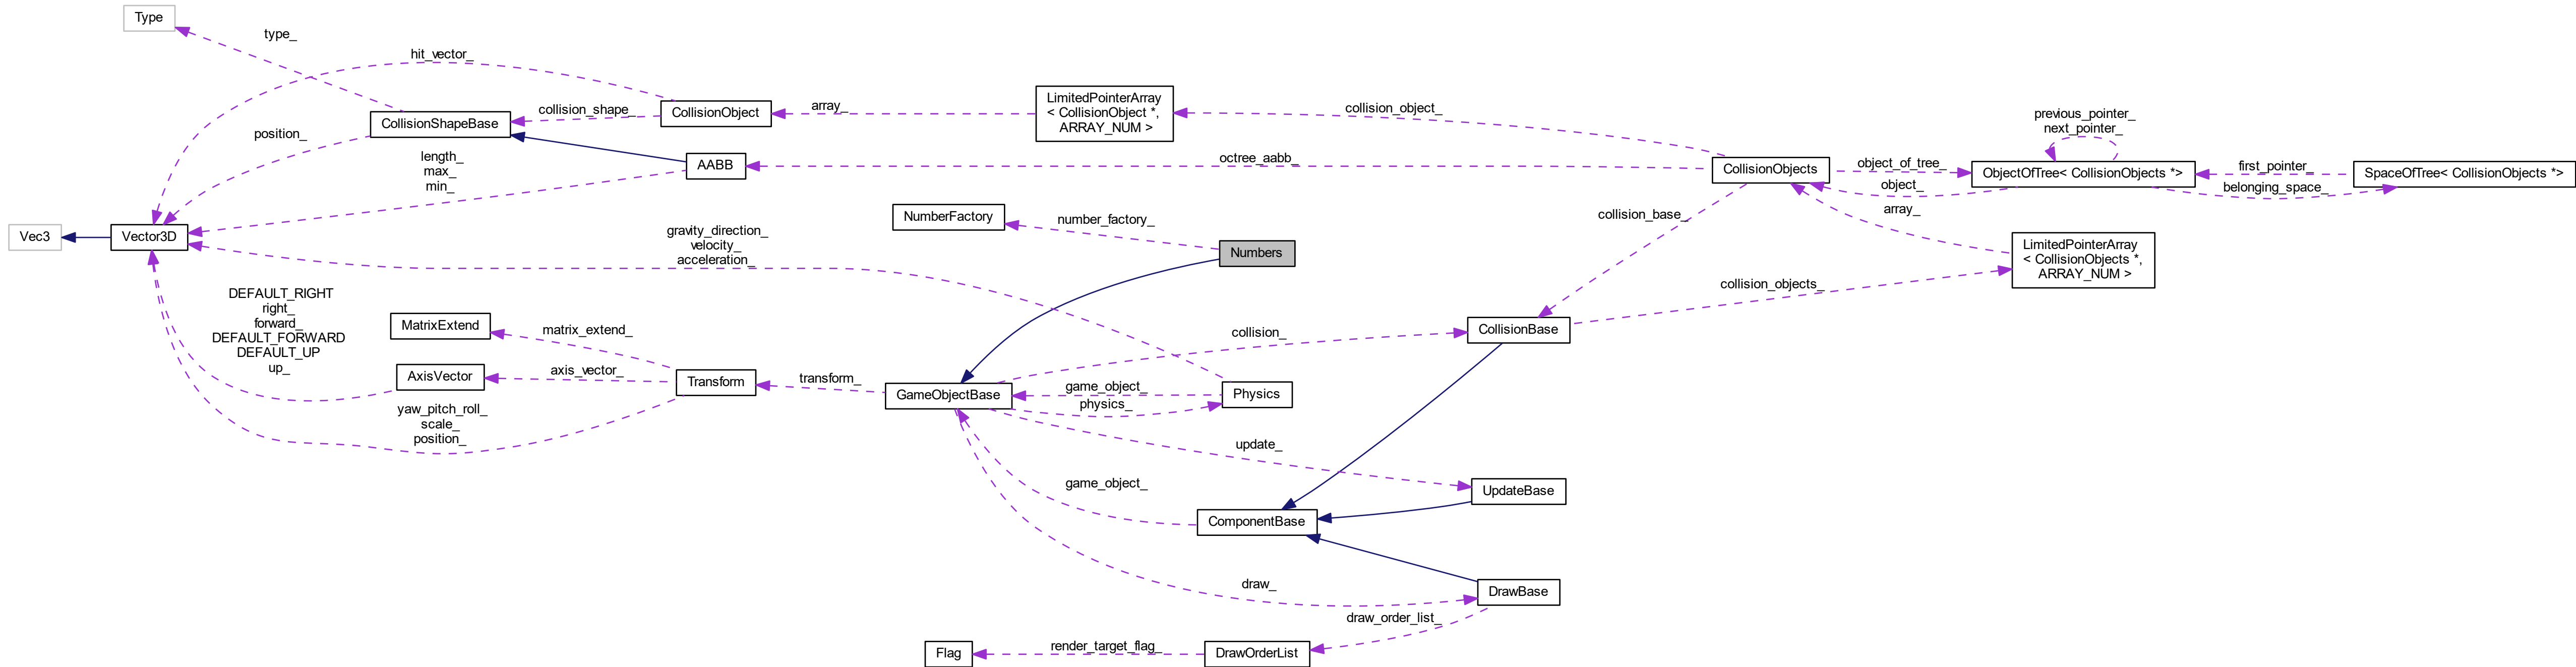 Type
type_
hit_vector_
CollisionShapeBase
collision_shape_
CollisionObject
array_
LimitedPointerArray
< CollisionObject *,
ARRAY_NUM >
collision_object_
position_
length_
max_
min_
AABB
octree_aabb_
CollisionObjects
object_of_tree_
object_
previous_pointer_
next_pointer_
ObjectOfTree< CollisionObjects *>
first_pointer_
belonging_space_
SpaceOfTree< CollisionObjects *>
Vec3
Vector3D
NumberFactory
number_factory_
Numbers
collision_base_
array_
LimitedPointerArray
< CollisionObjects *,
ARRAY_NUM >
gravity_direction_
velocity_
acceleration_
collision_objects_
DEFAULT_RIGHT
right_
forward_
DEFAULT_FORWARD
DEFAULT_UP
up_
MatrixExtend
matrix_extend_
collision_
CollisionBase
AxisVector
axis_vector_
Transform
transform_
GameObjectBase
game_object_
physics_
Physics
yaw_pitch_roll_
scale_
position_
update_
game_object_
UpdateBase
ComponentBase
draw_
DrawBase
draw_order_list_
Flag
render_target_flag_
DrawOrderList